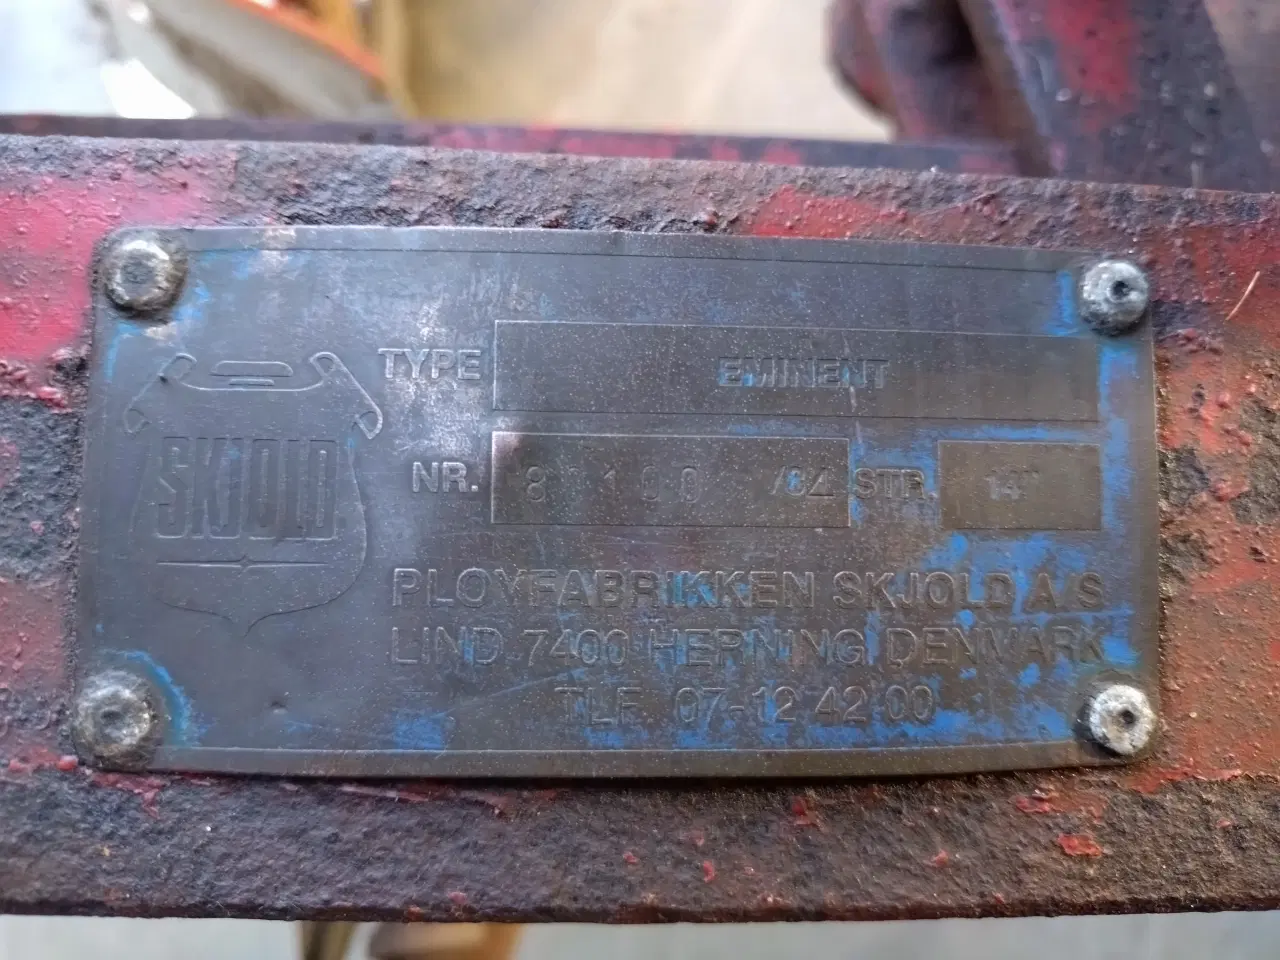 SKJOLD
TYPE EMINENT
NR. /84 STR. 14"
PLOVFABRIKKEN SKJOLD A/S
LIND 7400 HERNING DENMARK
TLF. 07-12 42 00